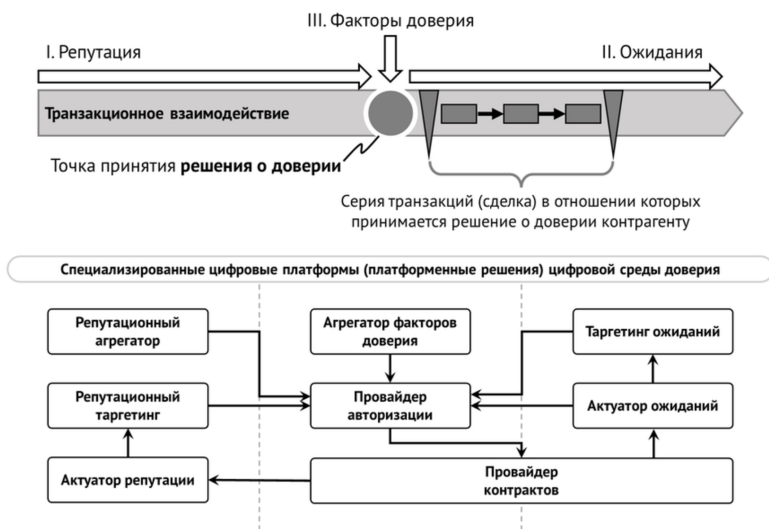 III. Факторы доверия
I. Репутация
II. Ожидания
Транзакционное взаимодействие
Точка принятия решения о доверии
Серия транзакций (сделка) в отношении которых
принимается решение о доверии контрагенту
Специализированные цифровые платформы (платформенные решения) цифровой среды доверия
Репутационный
агрегатор
Агрегатор факторов
доверия
Таргетинг ожиданий
Репутационный
таргетинг
Провайдер
авторизации
Актуатор ожиданий
Актуатор репутации
Провайдер
контрактов